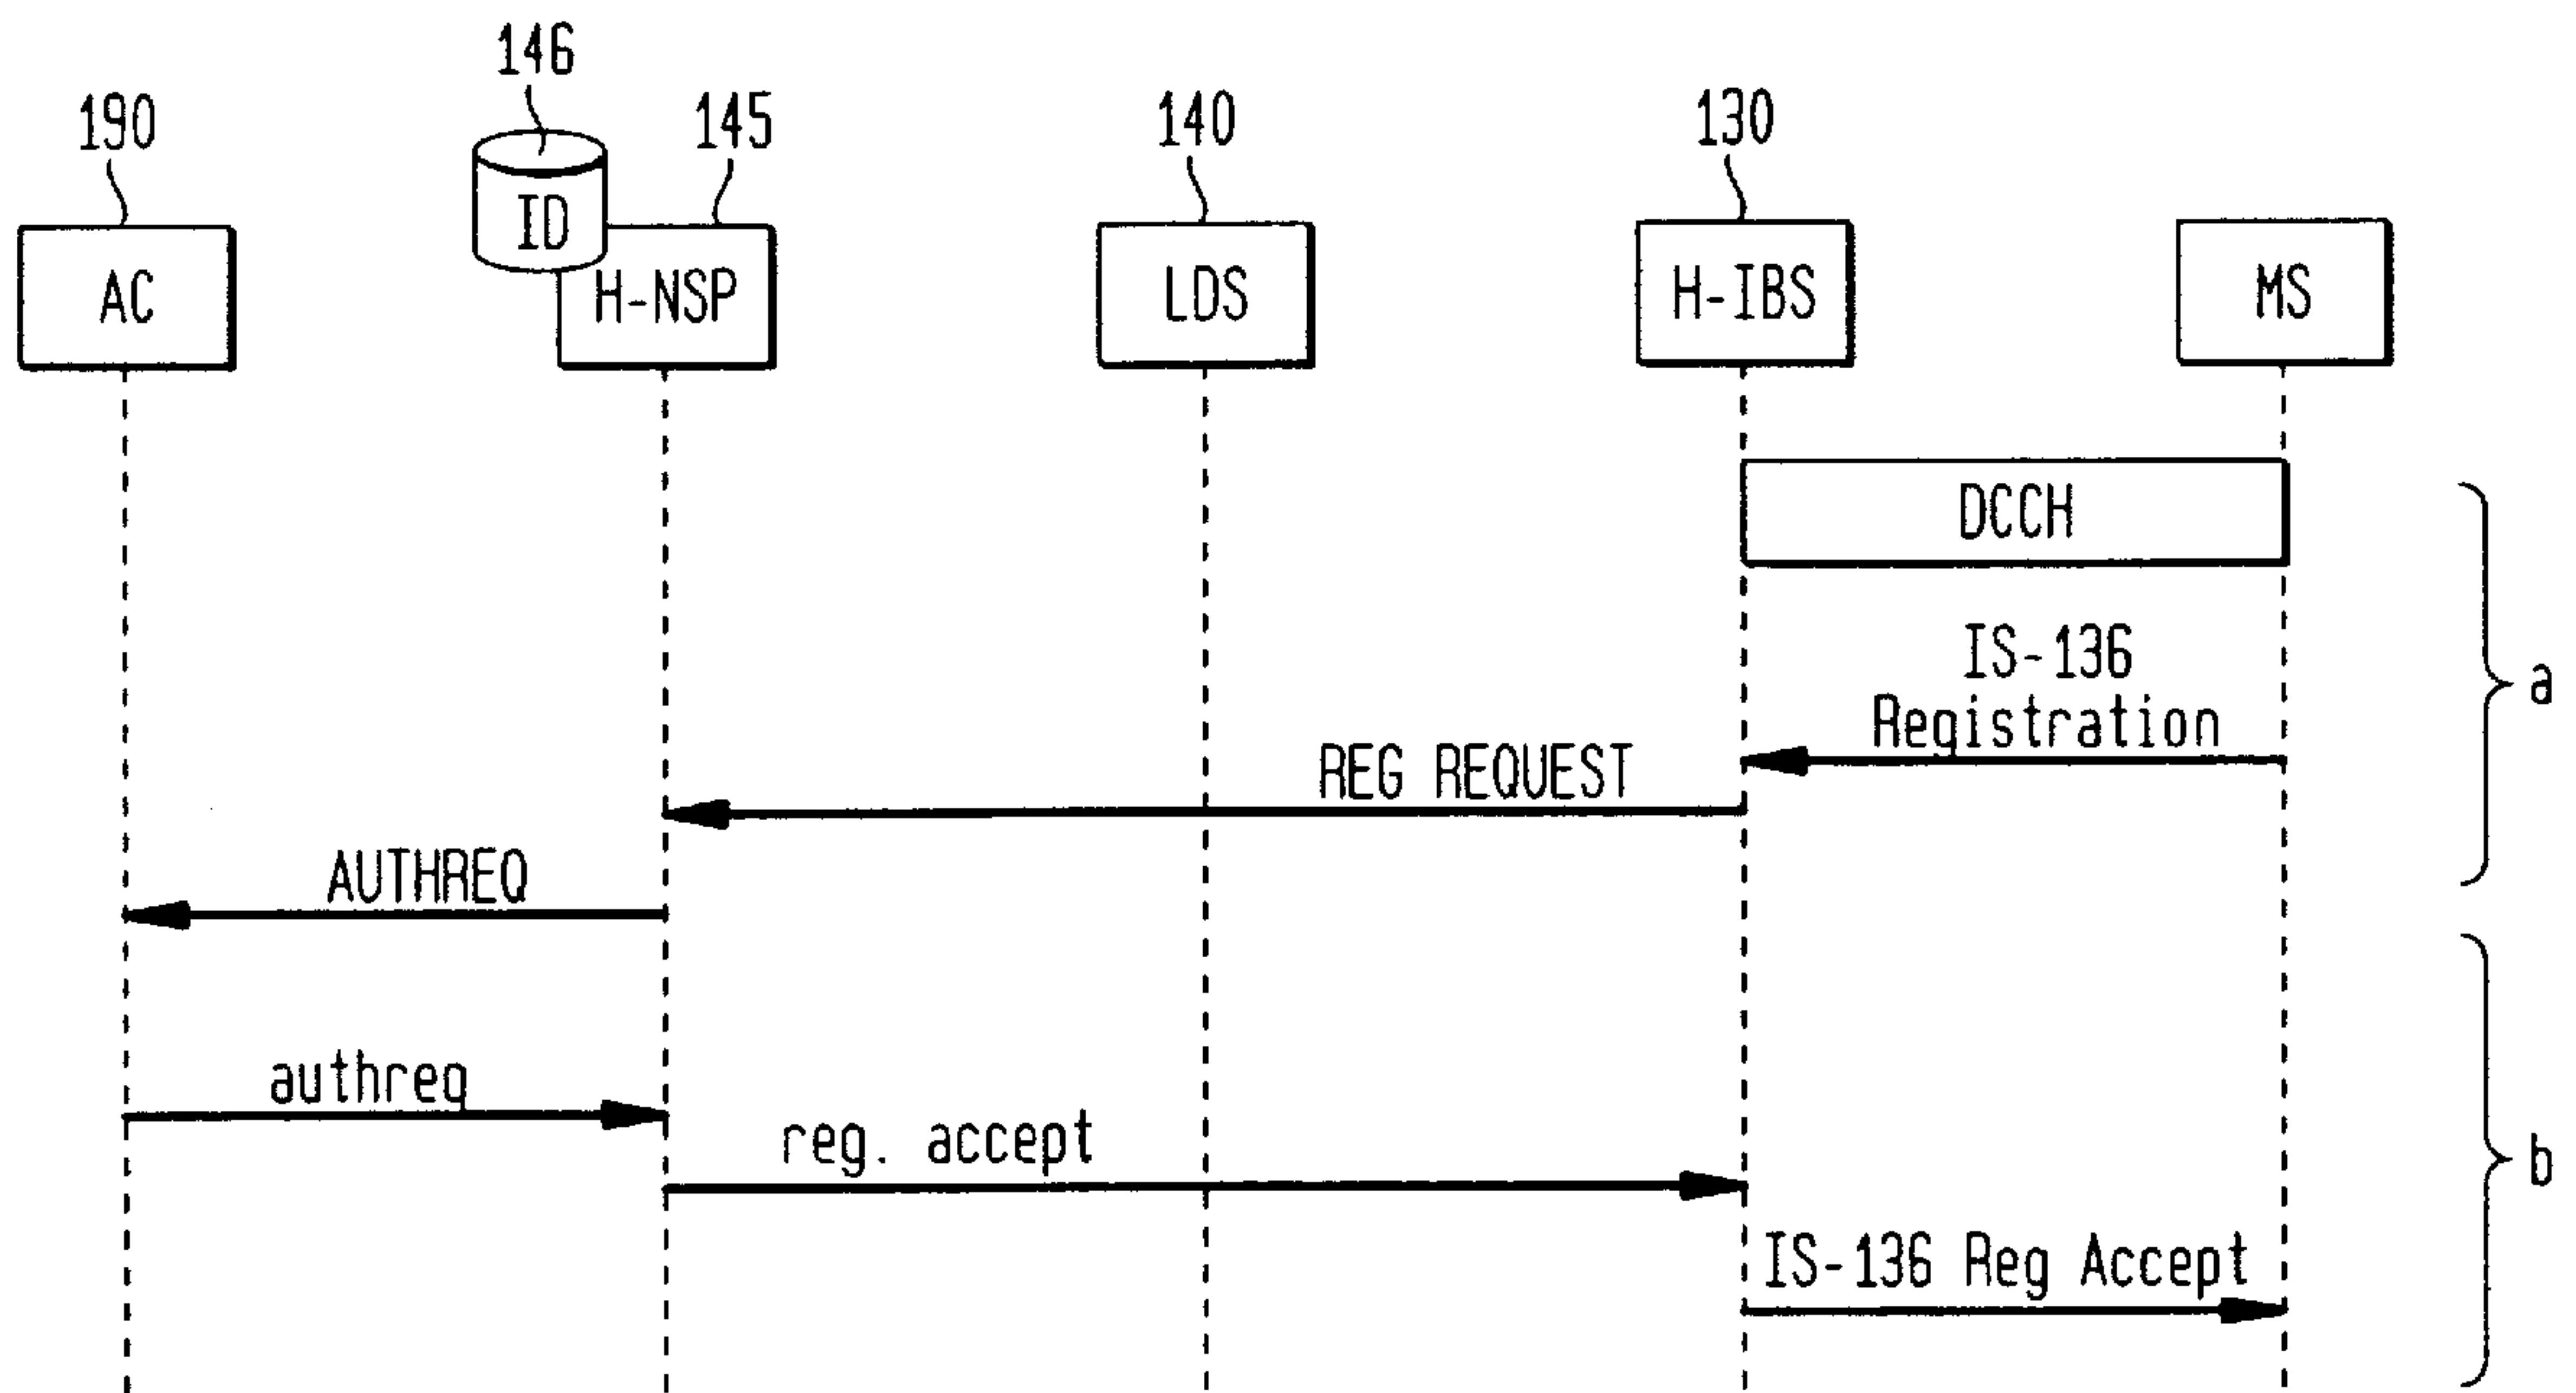 146
190
145
140
130
ID
AC
H-NSP
LDS
H-IBS
MS
DCCH
IS-136
Registration
a
REG REQUEST
AUTHREQ
authreq
reg. accept
b
IS-136 Reg Accept